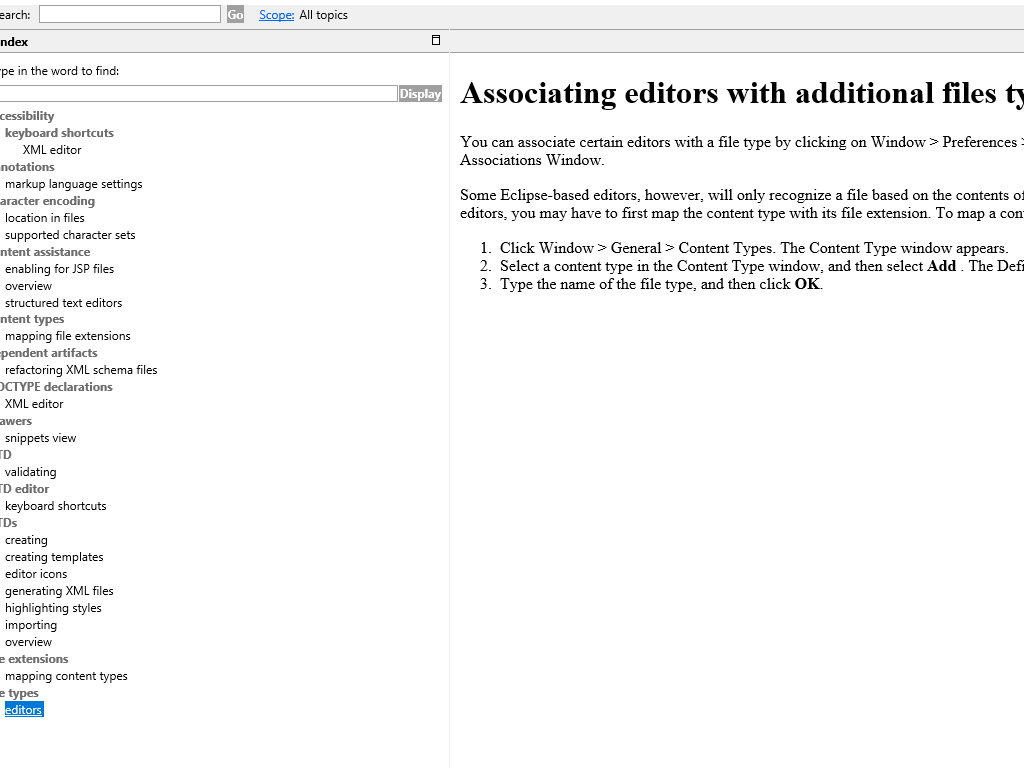 earch: Go Scope: All topics
ndex
ype in the word to find:
Display
cessibility
keyboard shortcuts
XML editor
notations
markup language settings
aracter encoding
location in files
supported character sets
ntent assistance
enabling for JSP files
overview
structured text editors
ntent types
mapping file extensions
ependent artifacts
refactoring XML schema files
OCTYPE declarations
XML editor
awers
snippets view
TD
validating
TD editor
keyboard shortcuts
TDs
creating
creating templates
editor icons
generating XML files
highlighting styles
importing
overview
e extensions
mapping content types
e types
editors
Associating editors with additional files ty
You can associate certain editors with a file type by clicking on Window > Preferences >
Associations Window.
Some Eclipse-based editors, however, will only recognize a file based on the contents of
editors, you may have to first map the content type with its file extension. To map a con
1. Click Window > General > Content Types. The Content Type window appears.
2. Select a content type in the Content Type window, and then select Add . The Defi
3. Type the name of the file type, and then click OK.